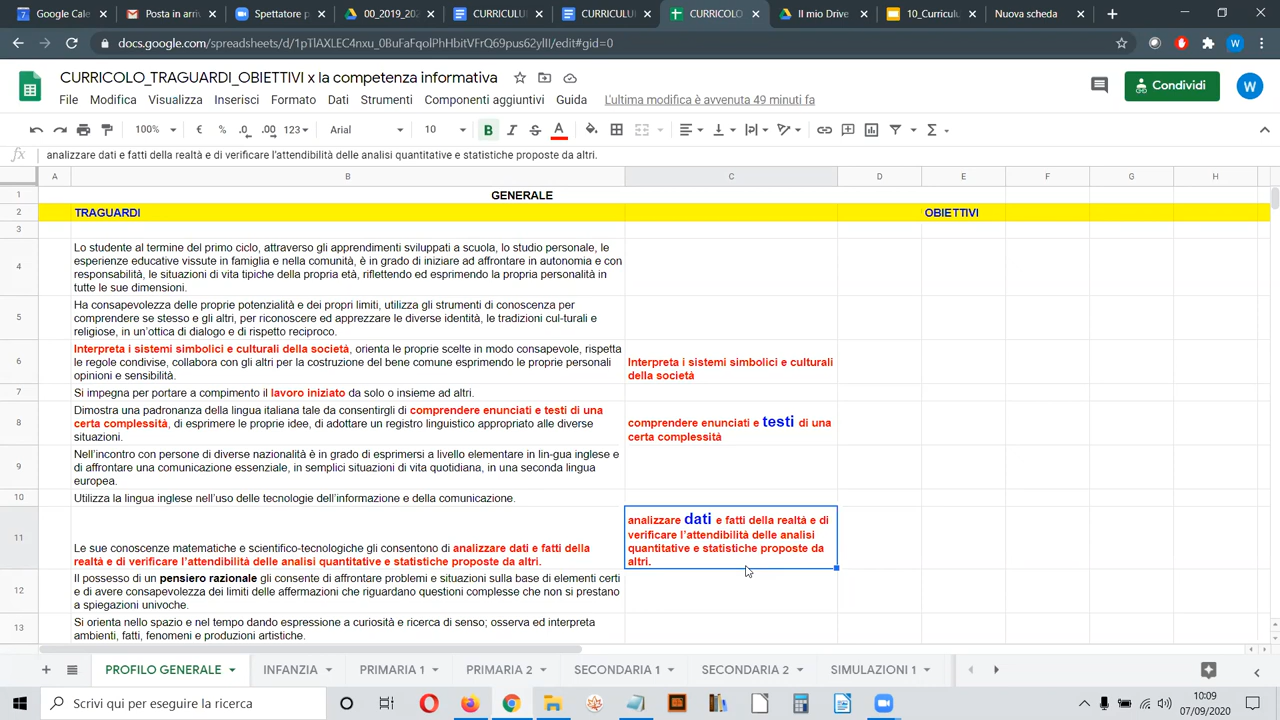 Google Cale
Posta in arri
Spettatore p
00_2019_202
CURRICULU
CURRICULU
CURRICOLO
Il mio Drive
10_Curriculu
Nuova scheda
docs.google.com/spreadsheets/d/1pTlAXLEC4nxu_0BuFaFqolPhHbitVFrQ69pus62yIII/edit#gid=0
W
CURRICOLO_TRAGUARDI_OBIETTIVI x la competenza informativa
Condividi
W
File Modifica Visualizza Inserisci Formato Dati Strumenti Componenti aggiuntivi Guida L'ultima modifica è avvenuta 49 minuti fa
100% € % .0 .00 123 Arial 10 B I S A Σ
fx analizzare dati e fatti della realtà e di verificare l'attendibilità delle analisi quantitative e statistiche proposte da altri.
A B C D E F G H
1 GENERALE
2 TRAGUARDI OBIETTIVI
3
4
Lo studente al termine del primo ciclo, attraverso gli apprendimenti sviluppati a scuola, lo studio personale, le
esperienze educative vissute in famiglia e nella comunità, è in grado di iniziare ad affrontare in autonomia e con
responsabilità, le situazioni di vita tipiche della propria età, riflettendo ed esprimendo la propria personalità in
tutte le sue dimensioni.
5
Ha consapevolezza delle proprie potenzialità e dei propri limiti, utilizza gli strumenti di conoscenza per
comprendere se stesso e gli altri, per riconoscere ed apprezzare le diverse identità, le tradizioni cul-turali e
religiose, in un'ottica di dialogo e di rispetto reciproco.
6
Interpreta i sistemi simbolici e culturali della società, orienta le proprie scelte in modo consapevole, rispetta
le regole condivise, collabora con gli altri per la costruzione del bene comune esprimendo le proprie personali
opinioni e sensibilità.
Interpreta i sistemi simbolici e culturali
della società
7 Si impegna per portare a compimento il lavoro iniziato da solo o insieme ad altri.
8
Dimostra una padronanza della lingua italiana tale da consentirgli di comprendere enunciati e testi di una
certa complessità, di esprimere le proprie idee, di adottare un registro linguistico appropriato alle diverse
situazioni.
comprendere enunciati e testi di una
certa complessità
9
Nell'incontro con persone di diverse nazionalità è in grado di esprimersi a livello elementare in lin-gua inglese e
di affrontare una comunicazione essenziale, in semplici situazioni di vita quotidiana, in una seconda lingua
europea.
10 Utilizza la lingua inglese nell'uso delle tecnologie dell'informazione e della comunicazione.
11
Le sue conoscenze matematiche e scientifico-tecnologiche gli consentono di analizzare dati e fatti della
realtà e di verificare l'attendibilità delle analisi quantitative e statistiche proposte da altri.
analizzare dati e fatti della realtà e di
verificare l'attendibilità delle analisi
quantitative e statistiche proposte da
altri.
12
Il possesso di un pensiero razionale gli consente di affrontare problemi e situazioni sulla base di elementi certi
e di avere consapevolezza dei limiti delle affermazioni che riguardano questioni complesse che non si prestano
a spiegazioni univoche.
13
Si orienta nello spazio e nel tempo dando espressione a curiosità e ricerca di senso; osserva ed interpreta
ambienti, fatti, fenomeni e produzioni artistiche.
PROFILO GENERALE INFANZIA PRIMARIA 1 PRIMARIA 2 SECONDARIA 1 SECONDARIA 2 SIMULAZIONI 1
Scrivi qui per eseguire la ricerca
10:09
07/09/2020